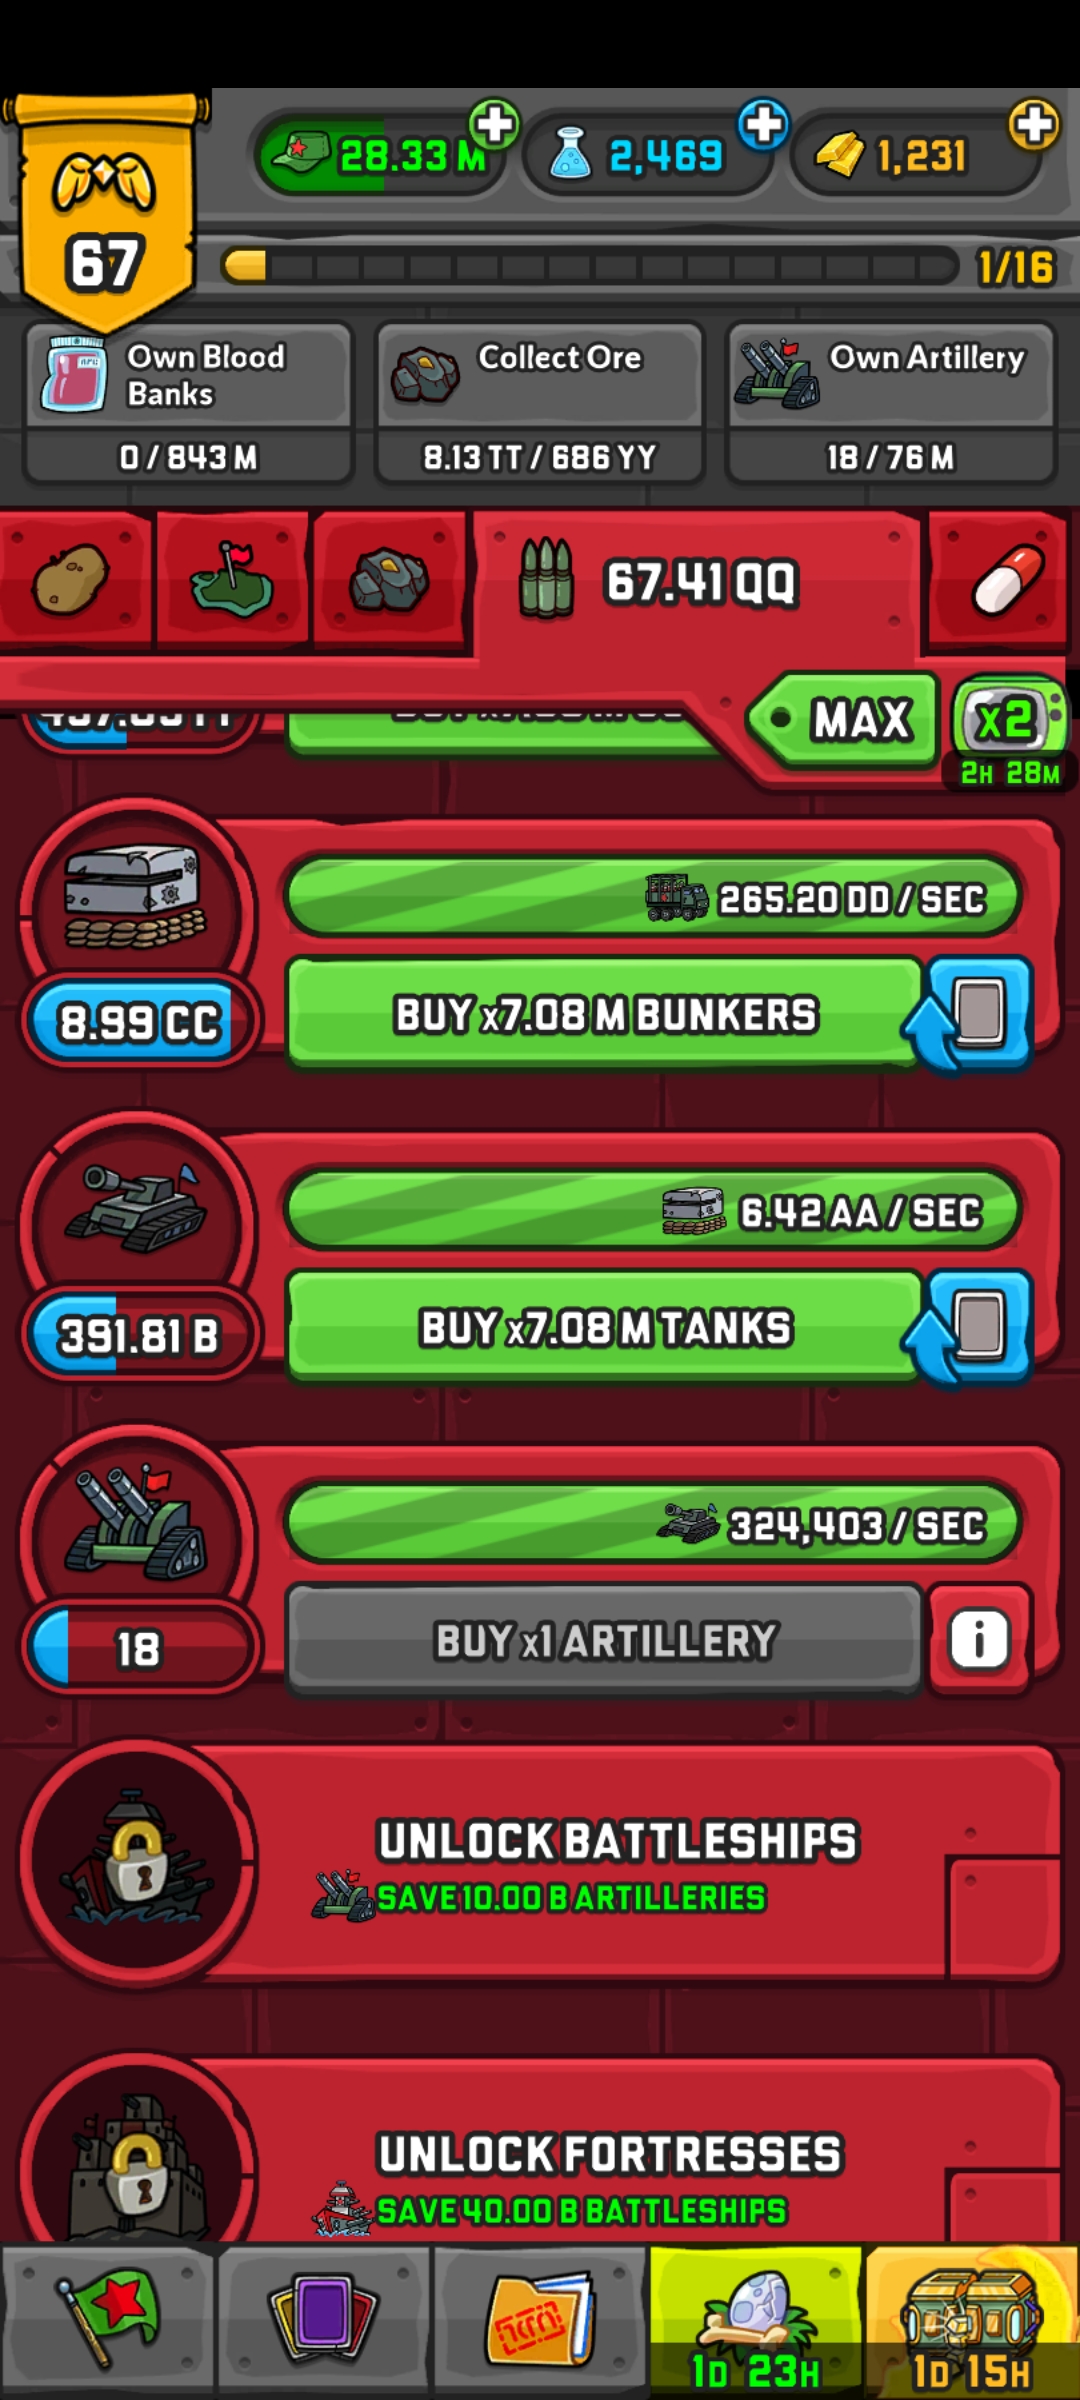 28.33 M
2,469
1,231
67
1/16
Own Blood
Banks
Collect Ore
Own Artillery
0 / 843 M
8.13 TT / 686 YY
18 / 76 M
67.41 QQ
MAX
x2
2H 28M
265.20 DD / SEC
8.99 CC
BUY x7.08 M BUNKERS
6.42 AA / SEC
391.81 B
BUY x7.08 M TANKS
324,403 / SEC
18
BUY x1 ARTILLERY
i
UNLOCK BATTLESHIPS
SAVE 10.00 B ARTILLERIES
UNLOCK FORTRESSES
SAVE 40.00 B BATTLESHIPS
1D 23H
1D 15H